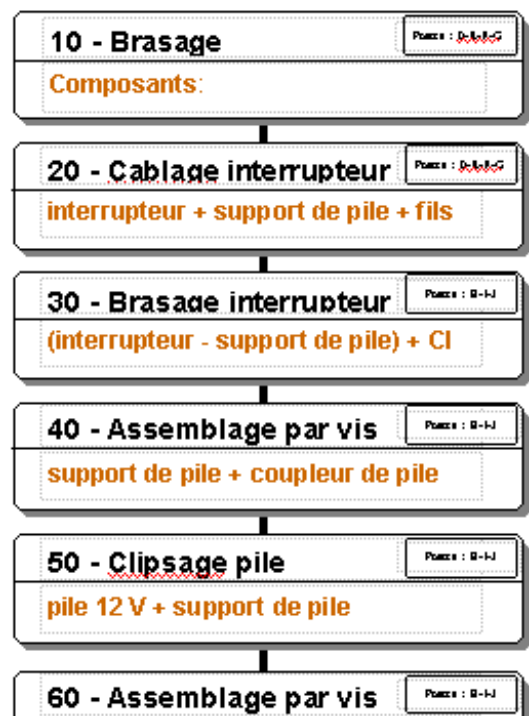 10 - Brasage
Composants:
20 - Cablage interrupteur
interrupteur + support de pile + fils
30 - Brasage interrupteur
(interrupteur - support de pile) + CI
40 - Assemblage par vis
support de pile + coupleur de pile
50 - Clipsage pile
pile 12 V + support de pile
60 - Assemblage par vis